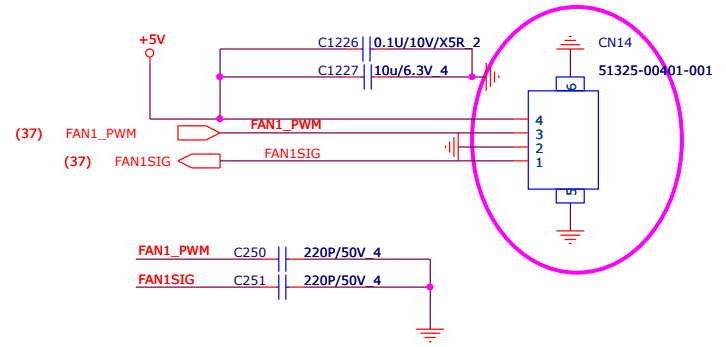 +5V
C1226 0.1U/10V/X5R_2
CN14
C1227 10u/6.3V_4
51325-00401-001
6
4
(37) FAN1_PWM FAN1_PWM 3
2
(37) FAN1SIG FAN1SIG 1
5
FAN1_PWM C250 220P/50V_4
FAN1SIG C251 220P/50V_4